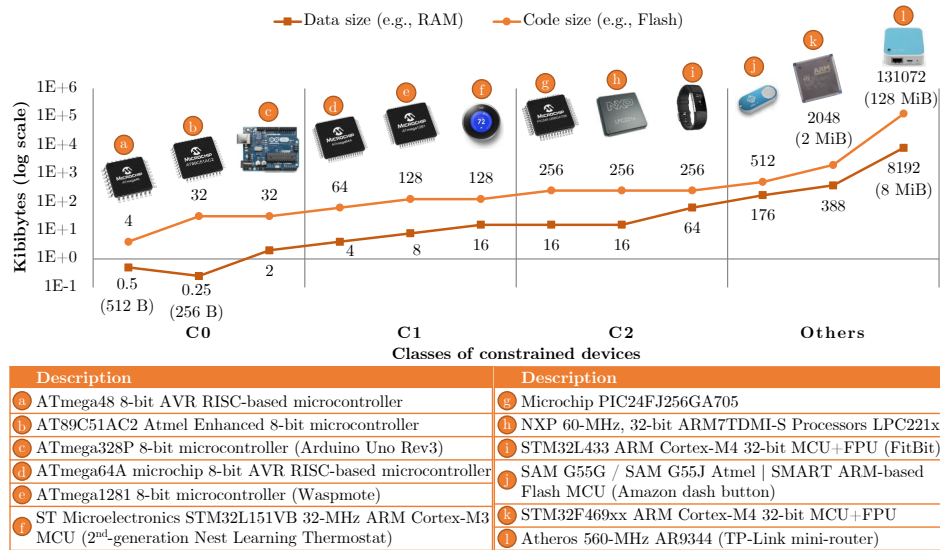 Data size (e.g., RAM)
Code size (e.g., Flash)
Kibibytes (log scale)
1E+6
1E+5
1E+4
1E+3
1E+2
1E+1
1E+0
1E-1
a
b
c
d
e
f
g
h
i
j
k
l
MICROCHIP
MICROCHIP
AT89C51AC2
MICROCHIP
MICROCHIP
72
MICROCHIP
NXP
ARM
4
32
32
64
128
128
256
256
256
512
2048
(2 MiB)
131072
(128 MiB)
0.5
(512 B)
0.25
(256 B)
2
4
8
16
16
16
64
176
388
8192
(8 MiB)
C0
C1
C2
Others
Classes of constrained devices
Description
a ATmega48 8-bit AVR RISC-based microcontroller
b AT89C51AC2 Atmel Enhanced 8-bit microcontroller
c ATmega328P 8-bit microcontroller (Arduino Uno Rev3)
d ATmega64A microchip 8-bit AVR RISC-based microcontroller
e ATmega1281 8-bit microcontroller (Waspmote)
f ST Microelectronics STM32L151VB 32-MHz ARM Cortex-M3
MCU (2nd-generation Nest Learning Thermostat)
Description
g Microchip PIC24FJ256GA705
h NXP 60-MHz, 32-bit ARM7TDMI-S Processors LPC221x
i STM32L433 ARM Cortex-M4 32-bit MCU+FPU (FitBit)
j SAM G55G / SAM G55J Atmel | SMART ARM-based
Flash MCU (Amazon dash button)
k STM32F469xx ARM Cortex-M4 32-bit MCU+FPU
l Atheros 560-MHz AR9344 (TP-Link mini-router)